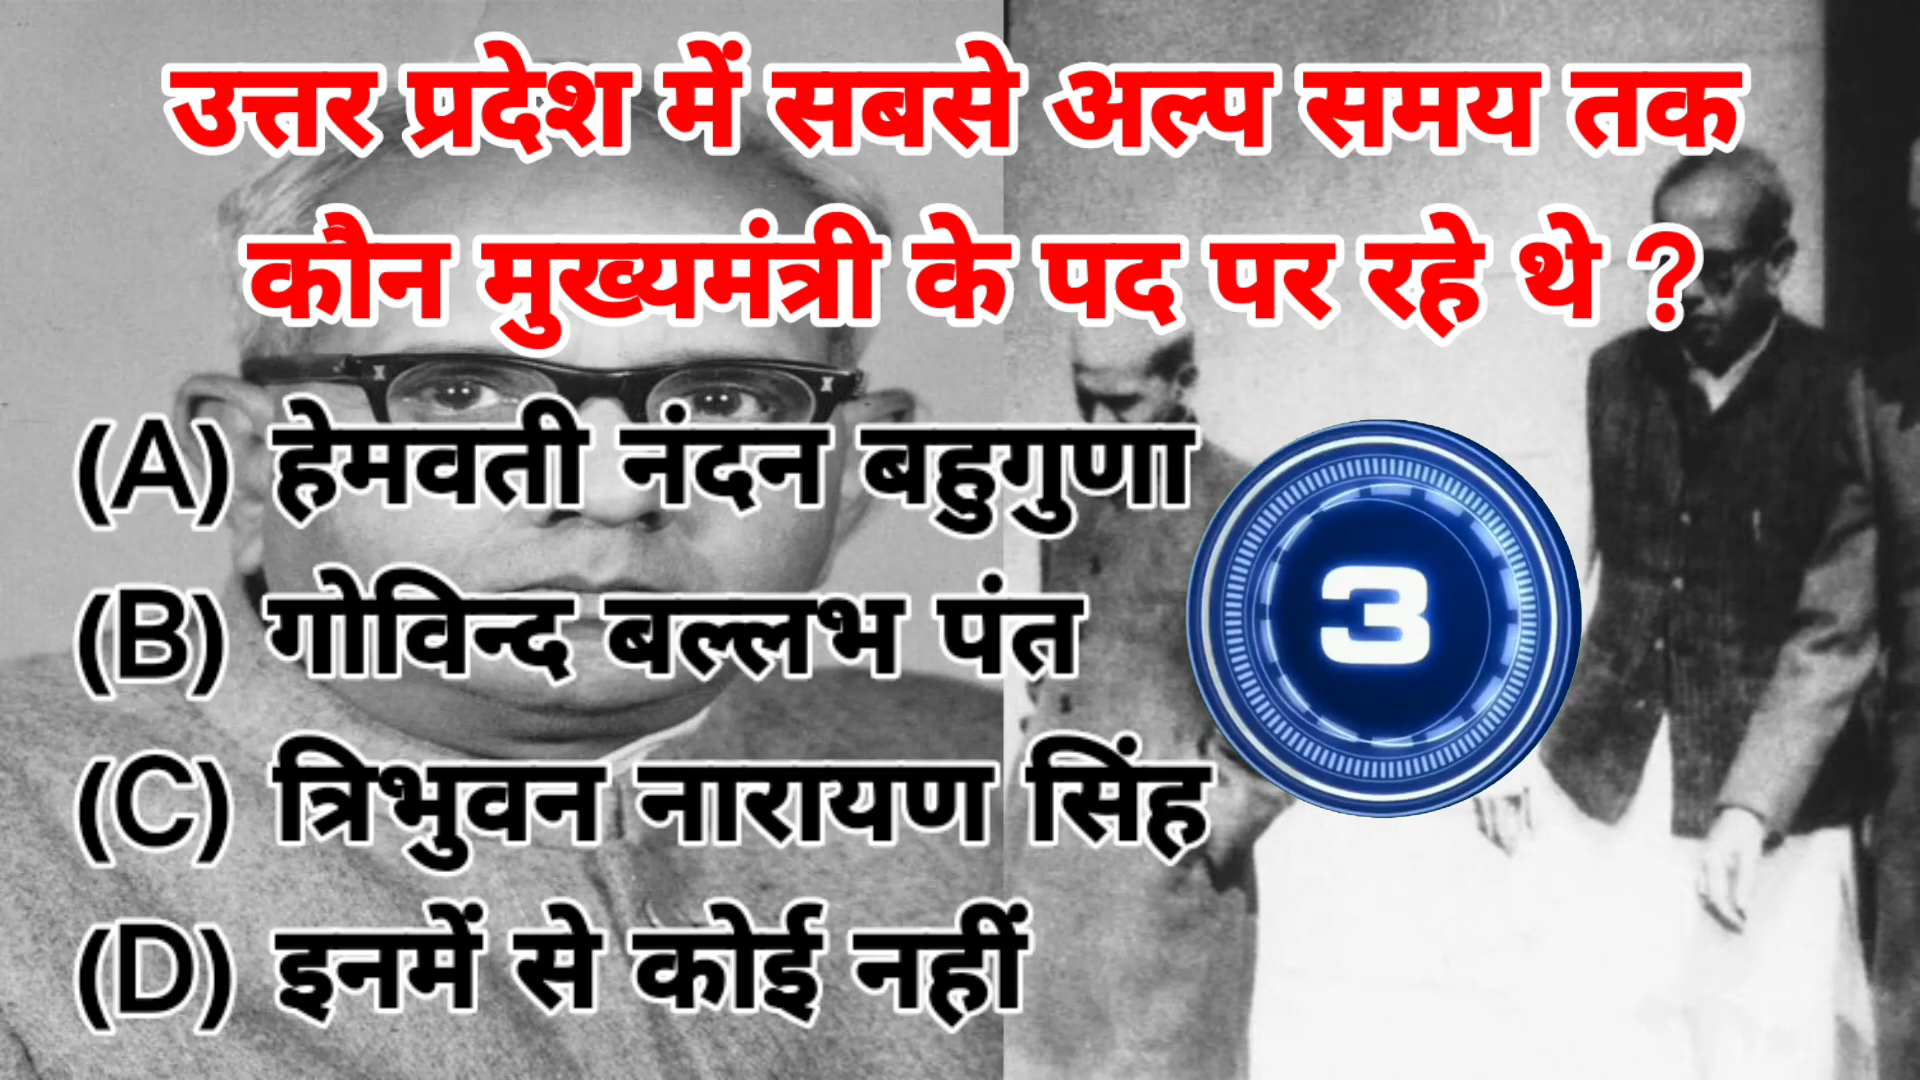 उत्तर प्रदेश में सबसे अल्प समय तक
कौन मुख्यमंत्री के पद पर रहे थे ?
(A) हेमवती नंदन बहुगुणा
(B) गोविन्द बल्लभ पंत
3
(C) त्रिभुवन नारायण सिंह
(D) इनमें से कोई नहीं